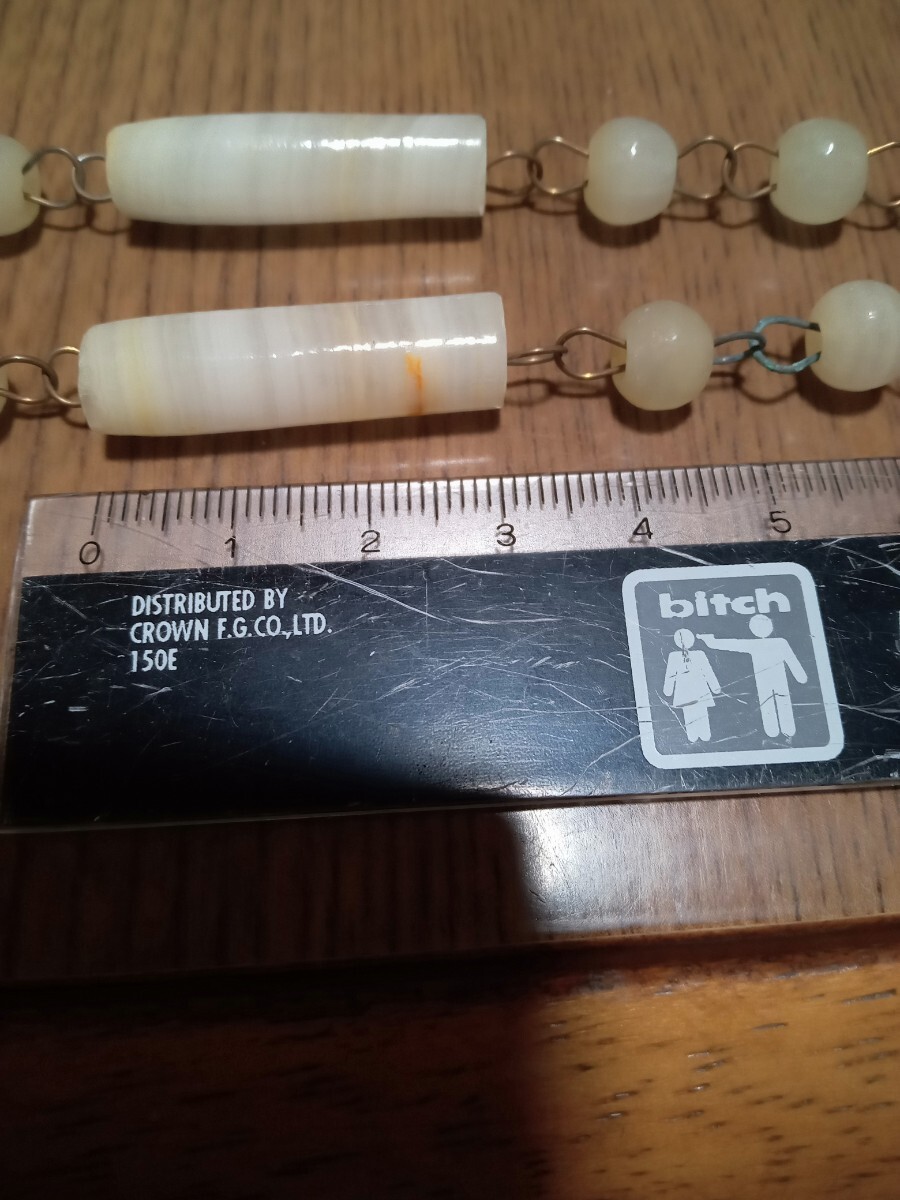 0 1 2 3 4 5
DISTRIBUTED BY
CROWN F.G.CO.,LTD.
150E
bitch